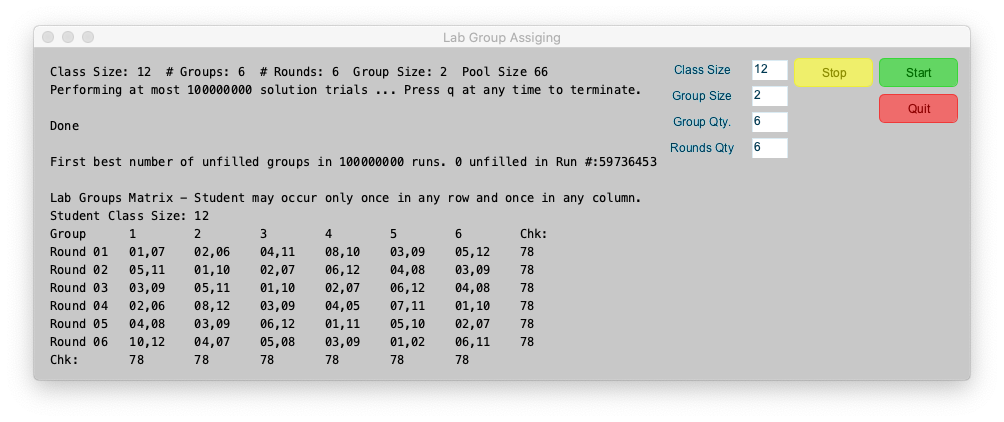 Lab Group Assiging
Class Size: 12  # Groups: 6  # Rounds: 6  Group Size: 2  Pool Size 66
Performing at most 100000000 solution trials ... Press q at any time to terminate.
Done
First best number of unfilled groups in 100000000 runs. 0 unfilled in Run #:59736453
Lab Groups Matrix – Student may occur only once in any row and once in any column.
Student Class Size: 12
Group 1 2 3 4 5 6 Chk:
Round 01 01,07 02,06 04,11 08,10 03,09 05,12 78
Round 02 05,11 01,10 02,07 06,12 04,08 03,09 78
Round 03 03,09 05,11 01,10 02,07 06,12 04,08 78
Round 04 02,06 08,12 03,09 04,05 07,11 01,10 78
Round 05 04,08 03,09 06,12 01,11 05,10 02,07 78
Round 06 10,12 04,07 05,08 03,09 01,02 06,11 78
Chk: 78 78 78 78 78 78
Class Size 12 Stop Start
Group Size 2 Quit
Group Qty. 6
Rounds Qty 6